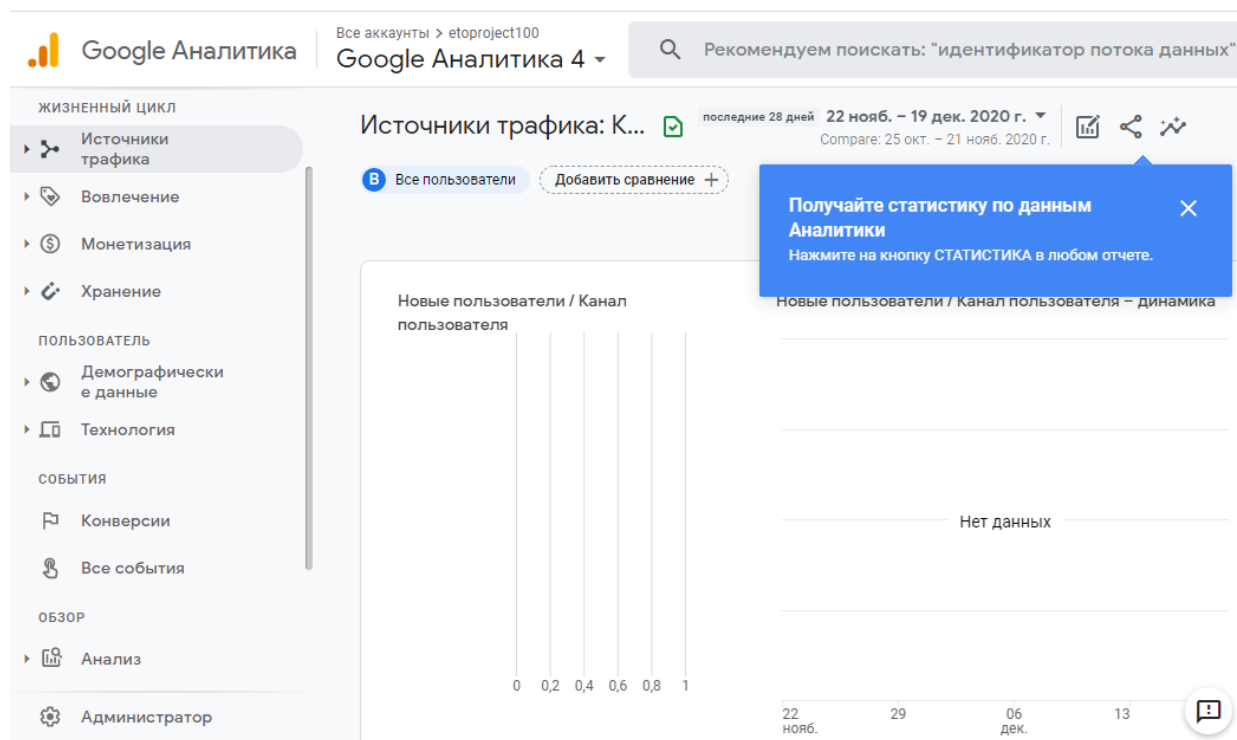 Google Аналитика
Все аккаунты > etoproject100
Google Аналитика 4
Рекомендуем поискать: "идентификатор потока данных"
ЖИЗНЕННЫЙ ЦИКЛ
Источники
трафика
Вовлечение
Монетизация
Хранение
ПОЛЬЗОВАТЕЛЬ
Демографически
е данные
Технология
СОБЫТИЯ
Конверсии
Все события
ОБЗОР
Анализ
Администратор
Источники трафика: К...
последние 28 дней 22 нояб. – 19 дек. 2020 г.
Compare: 25 окт. – 21 нояб. 2020 г.
В Все пользователи
Добавить сравнение +
Получайте статистику по данным
Аналитики
Нажмите на кнопку СТАТИСТИКА в любом отчете.
Новые пользователи / Канал
пользователя
0 0,2 0,4 0,6 0,8 1
Новые пользователи / Канал пользователя – динамика
Нет данных
22 29 06 13
нояб. дек.